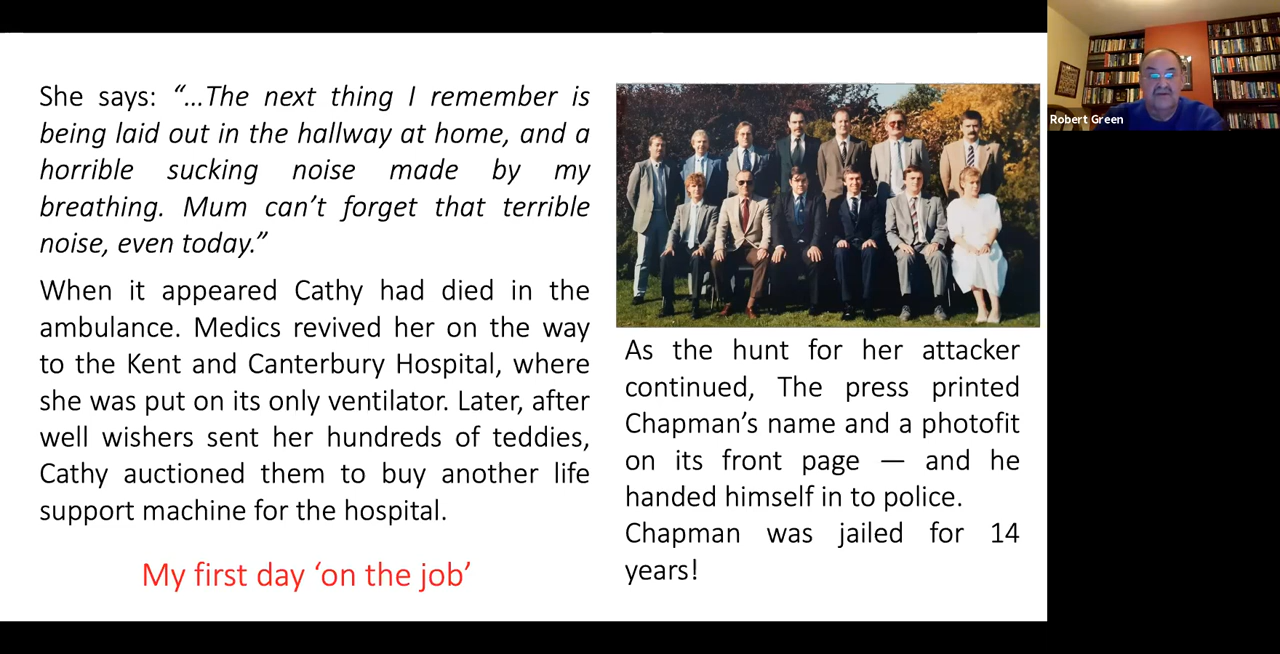 She says: “...The next thing I remember is
being laid out in the hallway at home, and a
horrible sucking noise made by my
breathing. Mum can’t forget that terrible
noise, even today.”
When it appeared Cathy had died in the
ambulance. Medics revived her on the way
to the Kent and Canterbury Hospital, where
she was put on its only ventilator. Later, after
well wishers sent her hundreds of teddies,
Cathy auctioned them to buy another life
support machine for the hospital.
My first day ‘on the job’
As the hunt for her attacker
continued, The press printed
Chapman’s name and a photofit
on its front page — and he
handed himself in to police.
Chapman was jailed for 14
years!
Robert Green